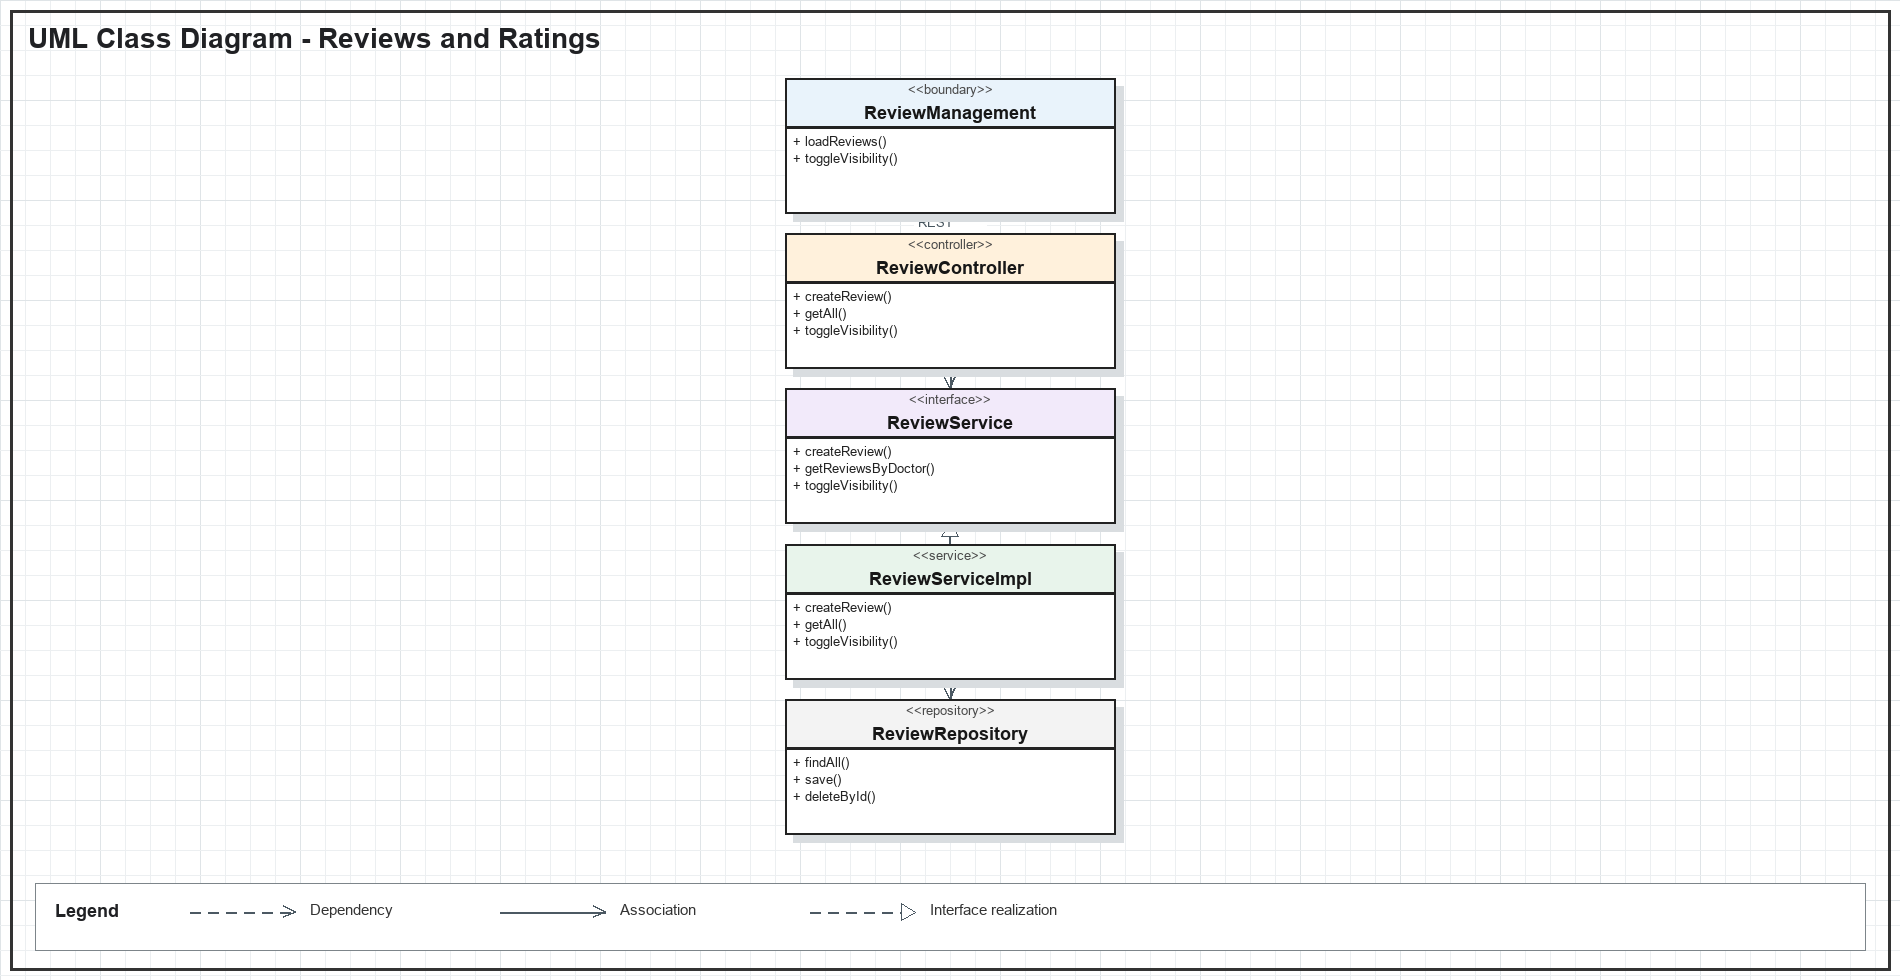 UML Class Diagram - Reviews and Ratings
<<boundary>>
ReviewManagement
+ loadReviews()
+ toggleVisibility()
REST
<<controller>>
ReviewController
+ createReview()
+ getAll()
+ toggleVisibility()
<<interface>>
ReviewService
+ createReview()
+ getReviewsByDoctor()
+ toggleVisibility()
<<service>>
ReviewServiceImpl
+ createReview()
+ getAll()
+ toggleVisibility()
<<repository>>
ReviewRepository
+ findAll()
+ save()
+ deleteById()
Legend
Dependency
Association
Interface realization